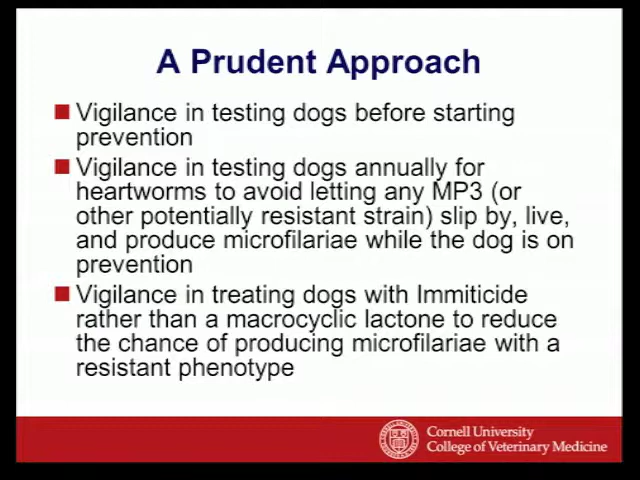 A Prudent Approach
Vigilance in testing dogs before starting
prevention
Vigilance in testing dogs annually for
heartworms to avoid letting any MP3 (or
other potentially resistant strain) slip by, live,
and produce microfilariae while the dog is on
prevention
Vigilance in treating dogs with Immiticide
rather than a macrocyclic lactone to reduce
the chance of producing microfilariae with a
resistant phenotype
Cornell University
College of Veterinary Medicine